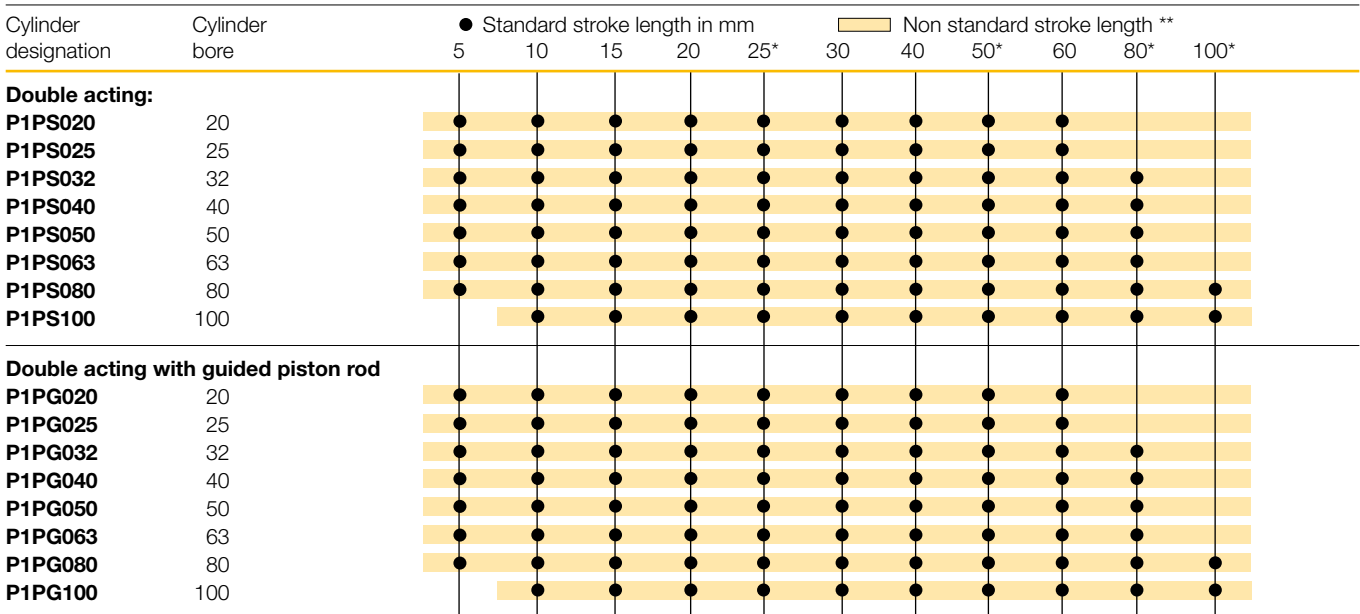 Cylinder Cylinder ● Standard stroke length in mm Non standard stroke length **
designation bore 5 10 15 20 25* 30 40 50* 60 80* 100*
Double acting:
P1PS020 20
P1PS025 25
P1PS032 32
P1PS040 40
P1PS050 50
P1PS063 63
P1PS080 80
P1PS100 100
Double acting with guided piston rod
P1PG020 20
P1PG025 25
P1PG032 32
P1PG040 40
P1PG050 50
P1PG063 63
P1PG080 80
P1PG100 100